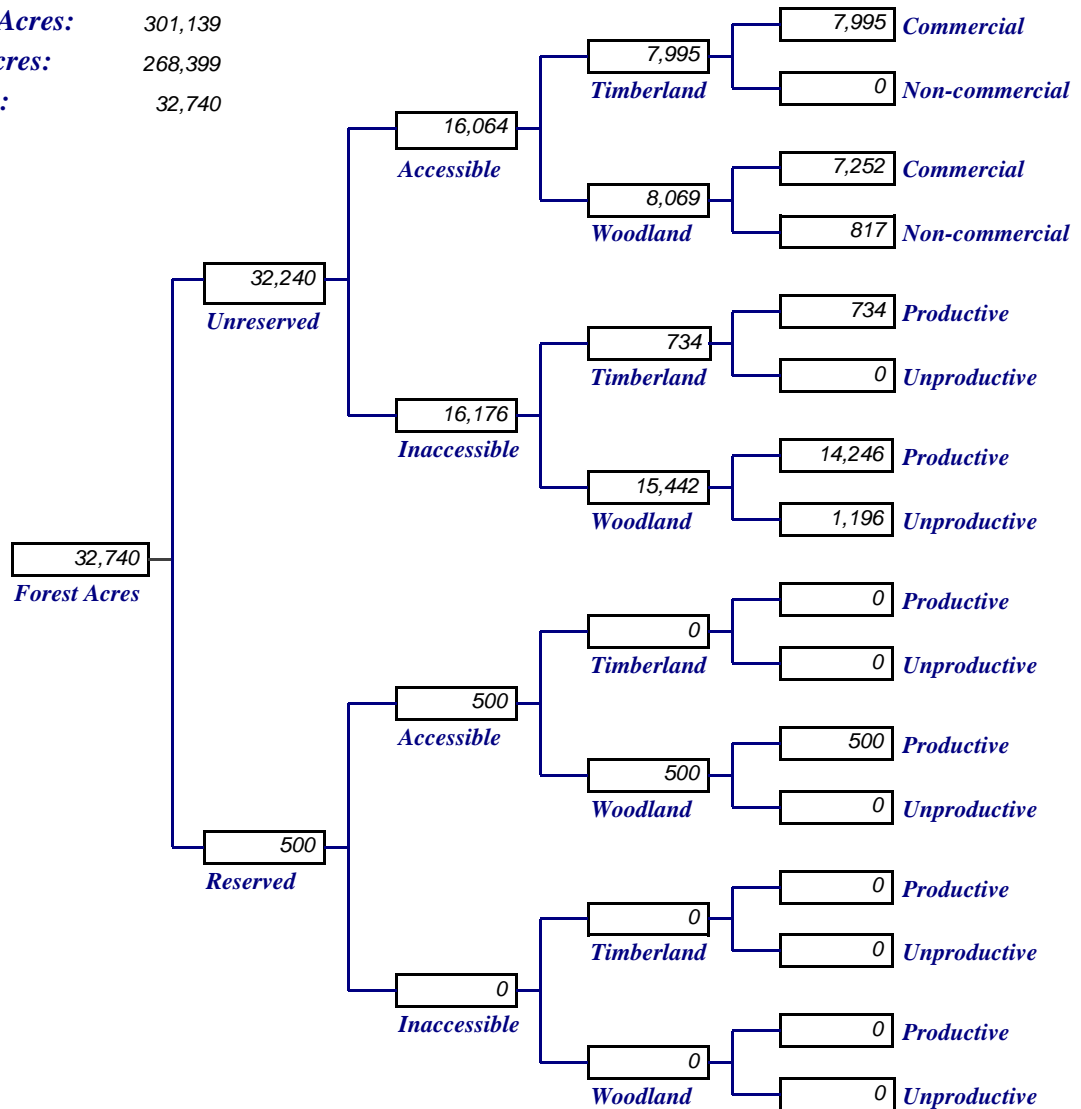 Acres: 301,139
cres: 268,399
: 32,740
7,995 Commercial
7,995
Timberland
0 Non-commercial
16,064
Accessible
7,252 Commercial
8,069
Woodland
817 Non-commercial
32,240
Unreserved
734 Productive
734
Timberland
0 Unproductive
16,176
Inaccessible
14,246 Productive
15,442
Woodland
1,196 Unproductive
32,740
Forest Acres
0 Productive
0
Timberland
0 Unproductive
500
Accessible
500 Productive
500
Woodland
0 Unproductive
500
Reserved
0 Productive
0
Timberland
0 Unproductive
0
Inaccessible
0 Productive
0
Woodland
0 Unproductive